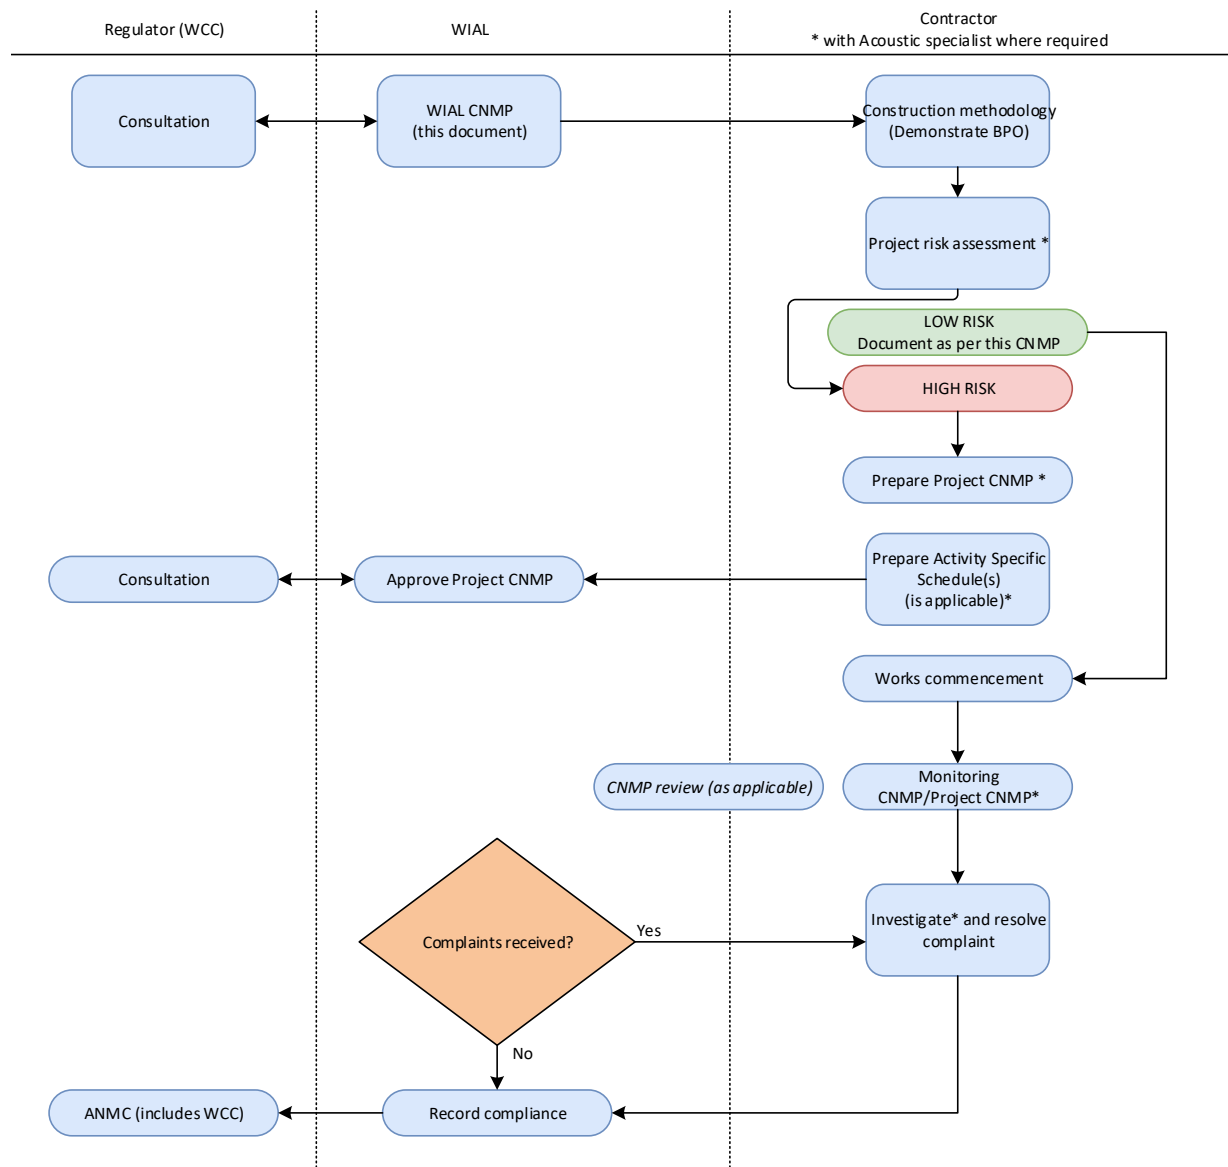 Regulator (WCC)
WIAL
Contractor
* with Acoustic specialist where required
Consultation
WIAL CNMP
(this document)
Construction methodology
(Demonstrate BPO)
Project risk assessment *
LOW RISK
Document as per this CNMP
HIGH RISK
Prepare Project CNMP *
Consultation
Approve Project CNMP
Prepare Activity Specific
Schedule(s)
(is applicable)*
Works commencement
CNMP review (as applicable)
Monitoring
CNMP/Project CNMP*
Complaints received?
Yes
Investigate* and resolve
complaint
No
ANMC (includes WCC)
Record compliance